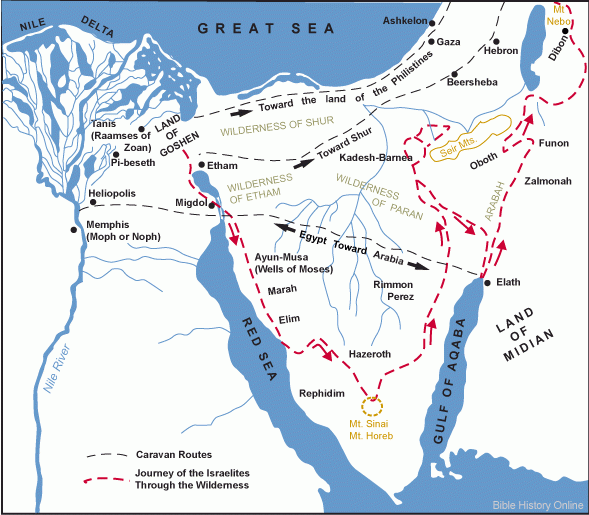 GREAT SEA
NILE DELTA
Ashkelon
Gaza
Hebron
Mt
Nebo
Dibon
Beersheba
Toward the land of the Philistines
Tanis
(Raamses of
Zoan)
LAND
OF
GOSHEN
WILDERNESS OF SHUR
Toward Shur
Pi-beseth
Etham
Kadesh-Barnea
Seir Mts.
Oboth
Funon
Zalmonah
WILDERNESS
OF ETHAM
WILDERNESS
OF PARAN
ARABAH
Heliopolis
Migdol
Memphis
(Moph or Noph)
Egypt Toward Arabia
Ayun-Musa
(Wells of Moses)
Marah
Elim
Rimmon
Perez
Elath
LAND
OF
MIDIAN
RED SEA
GULF OF AQABA
Hazeroth
Rephidim
Mt. Sinai
Mt. Horeb
Nile River
Caravan Routes
Journey of the Israelites
Through the Wilderness
Bible History Online